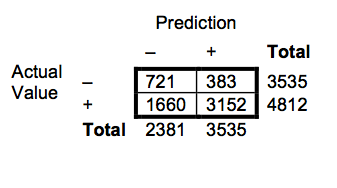 Prediction
– + Total
Actual Value – 721 383 3535
+ 1660 3152 4812
Total 2381 3535